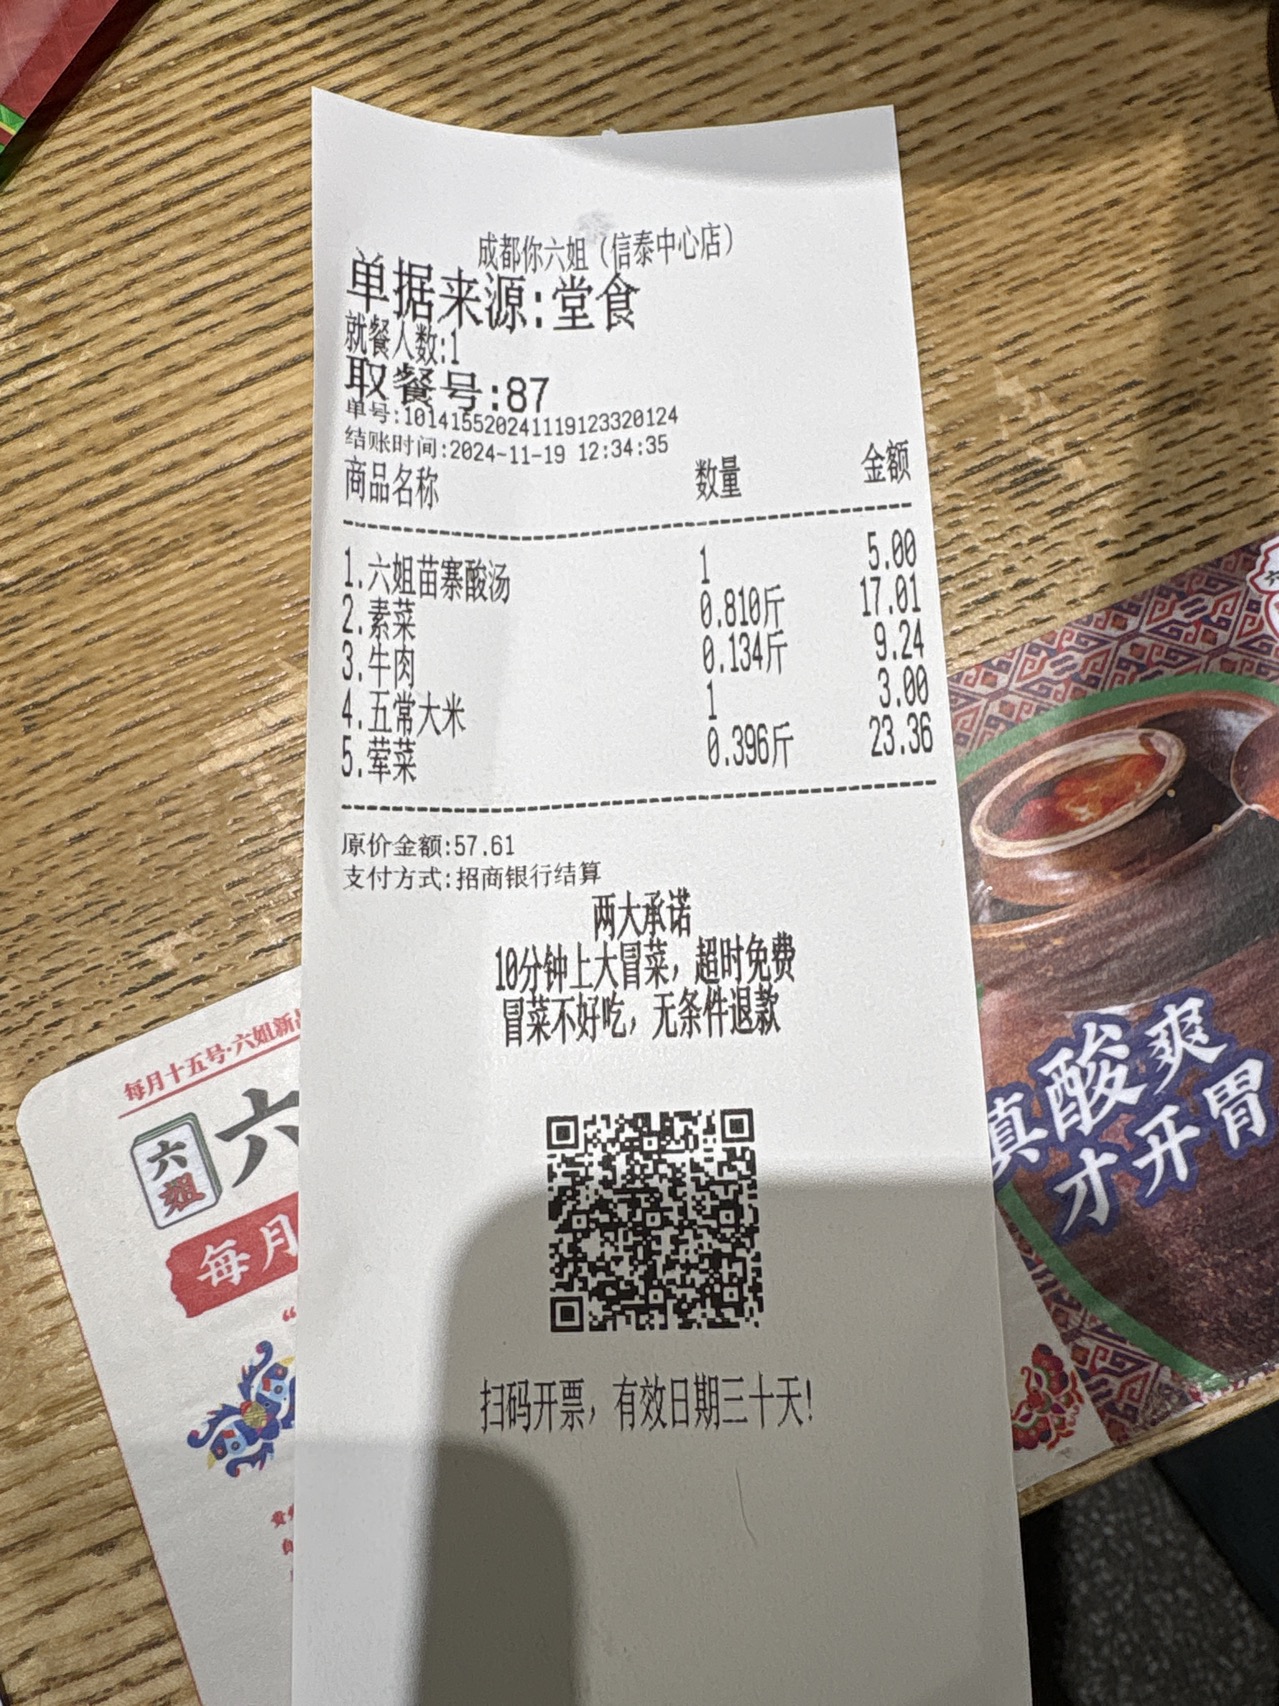 成都你六姐（信泰中心店）
单据来源:堂食
就餐人数:1
取餐号:87
单号:10141552024111912332​0124
结账时间:2024-11-19 12:34:35
商品名称 数量 金额
1.六姐苗寨酸汤 1 5.00
2.素菜 0.810斤 17.01
3.牛肉 0.134斤 9.24
4.五常大米 1 3.00
5.荤菜 0.396斤 23.36
原价金额:57.61
支付方式:招商银行结算
两大承诺
10分钟上大冒菜，超时免费
冒菜不好吃，无条件退款
扫码开票，有效日期三十天!
每月十五号·六姐新
六姐
六
每月
真酸爽
才开胃